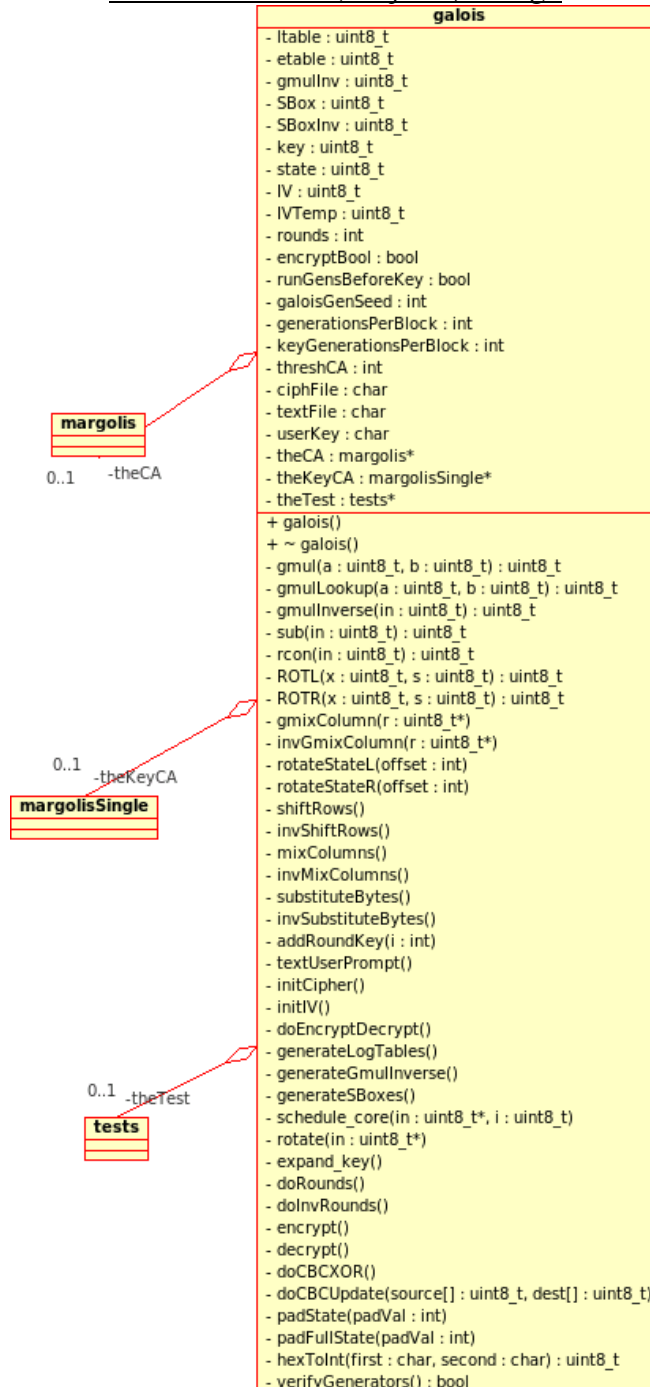 galois
- ltable : uint8_t
- etable : uint8_t
- gmulInv : uint8_t
- SBox : uint8_t
- SBoxInv : uint8_t
- key : uint8_t
- state : uint8_t
- IV : uint8_t
- IVTemp : uint8_t
- rounds : int
- encryptBool : bool
- runGensBeforeKey : bool
- galoisGenSeed : int
- generationsPerBlock : int
- keyGenerationsPerBlock : int
- threshCA : int
- ciphFile : char
- textFile : char
- userKey : char
- theCA : margolis*
- theKeyCA : margolisSingle*
- theTest : tests*
margolis
0..1 -theCA
+ galois()
+ ~ galois()
- gmul(a : uint8_t, b : uint8_t) : uint8_t
- gmulLookup(a : uint8_t, b : uint8_t) : uint8_t
- gmulInverse(in : uint8_t) : uint8_t
- sub(in : uint8_t) : uint8_t
- rcon(in : uint8_t) : uint8_t
- ROTL(x : uint8_t, s : uint8_t) : uint8_t
- ROTR(x : uint8_t, s : uint8_t) : uint8_t
- gmixColumn(r : uint8_t*)
- invGmixColumn(r : uint8_t*)
- rotateStateL(offset : int)
- rotateStateR(offset : int)
- shiftRows()
- invShiftRows()
- mixColumns()
- invMixColumns()
- substituteBytes()
- invSubstituteBytes()
- addRoundKey(i : int)
- textUserPrompt()
- initCipher()
- initIV()
- doEncryptDecrypt()
- generateLogTables()
- generateGmulInverse()
- generateSBoxes()
- schedule_core(in : uint8_t*, i : uint8_t)
- rotate(in : uint8_t*)
- expand_key()
- doRounds()
- doInvRounds()
- encrypt()
- decrypt()
- doCBCXOR()
- doCBCUpdate(source[] : uint8_t, dest[] : uint8_t)
- padState(padVal : int)
- padFullState(padVal : int)
- hexToInt(first : char, second : char) : uint8_t
- verifyGenerators() : bool
0..1 -theKeyCA
margolisSingle
0..1 -theTest
tests